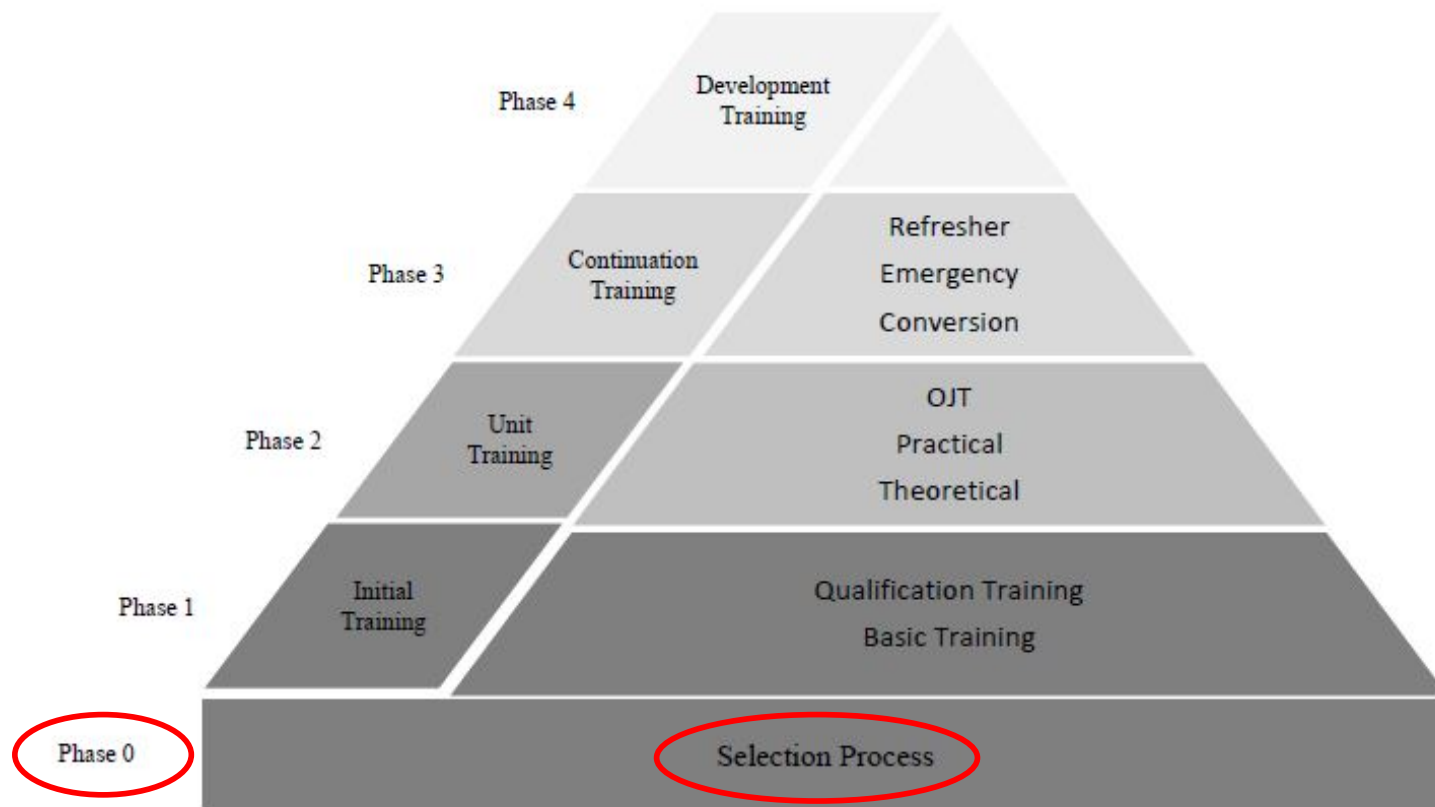 Phase 4
Development
Training
Phase 3
Continuation
Training
Refresher
Emergency
Conversion
Phase 2
Unit
Training
OJT
Practical
Theoretical
Phase 1
Initial
Training
Qualification Training
Basic Training
Phase 0
Selection Process